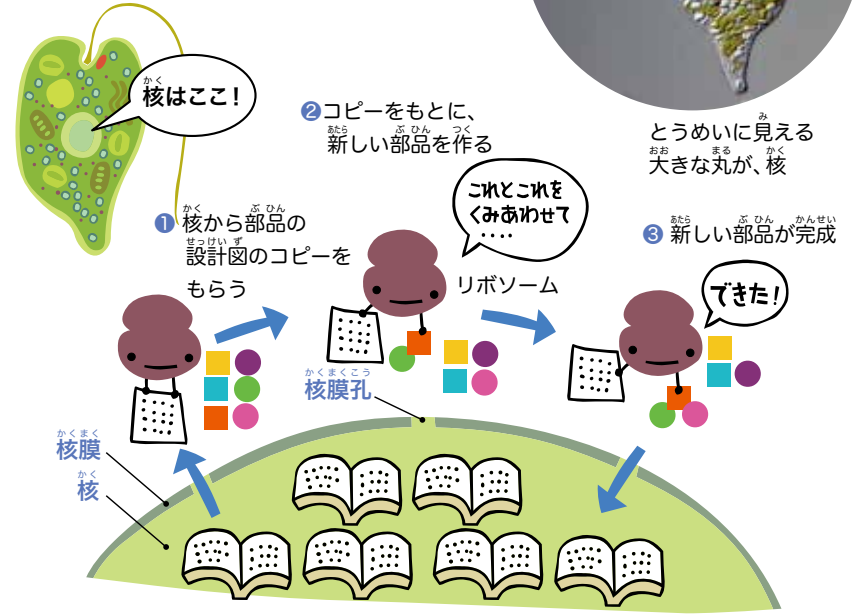 核はここ！
❷コピーをもとに、
新しい部品を作る
とうめいに見える
大きな丸が、核
これとこれを
くみあわせて
・・・・
❶核から部品の
設計図のコピーを
もらう
❸新しい部品が完成
リボソーム
できた！
核膜孔
核膜
核